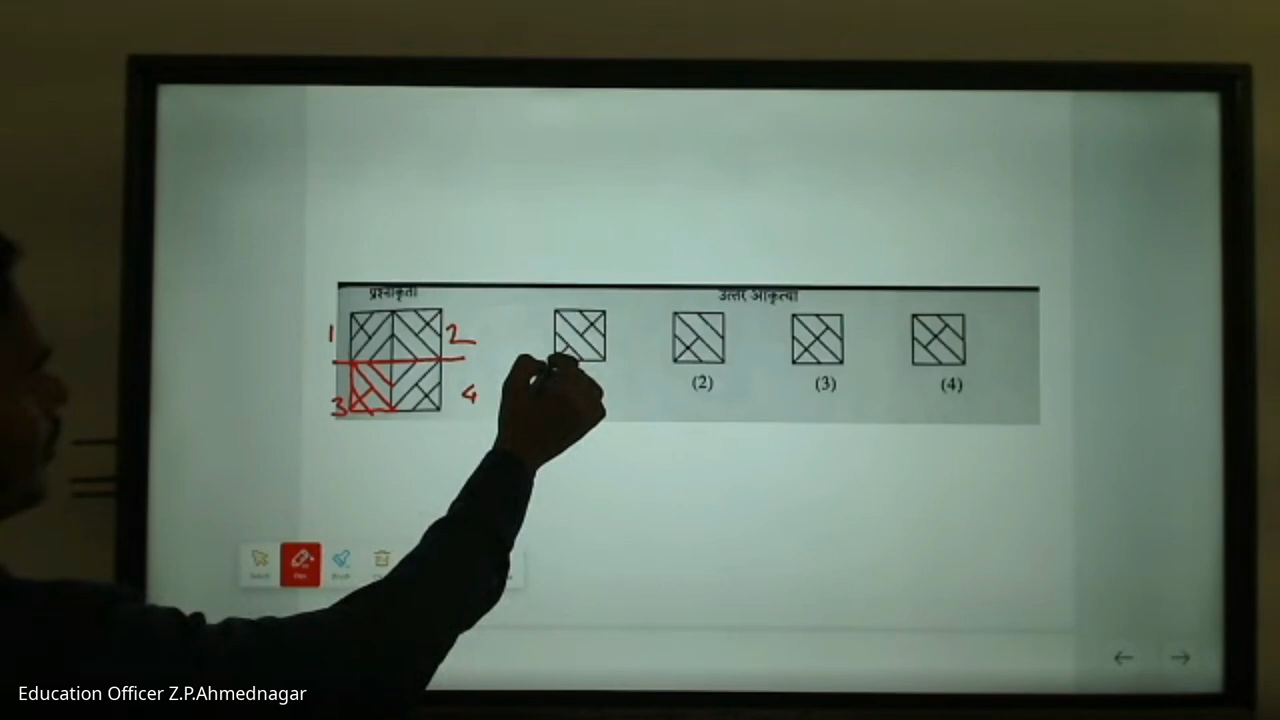 प्रश्नाकृती
उत्तर आकृत्या
1
2
3
4
(2)
(3)
(4)
Education Officer Z.P.Ahmednagar